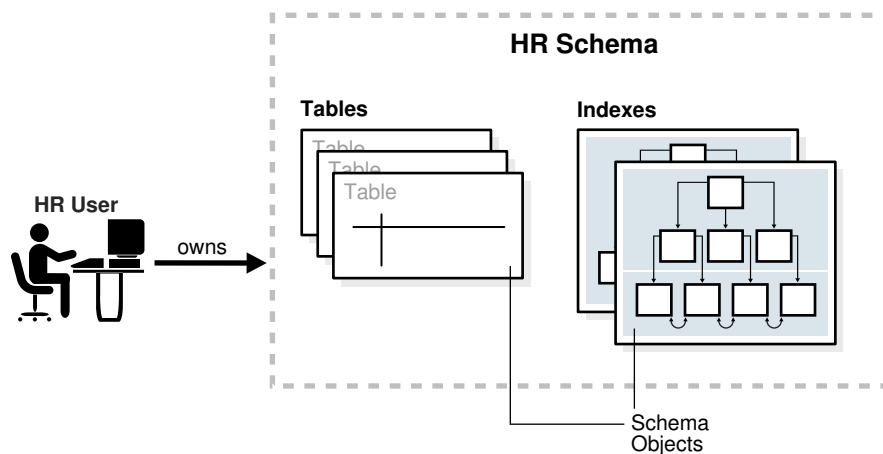 HR Schema
Tables
Indexes
Table
Table
Table
HR User
owns
Schema
Objects